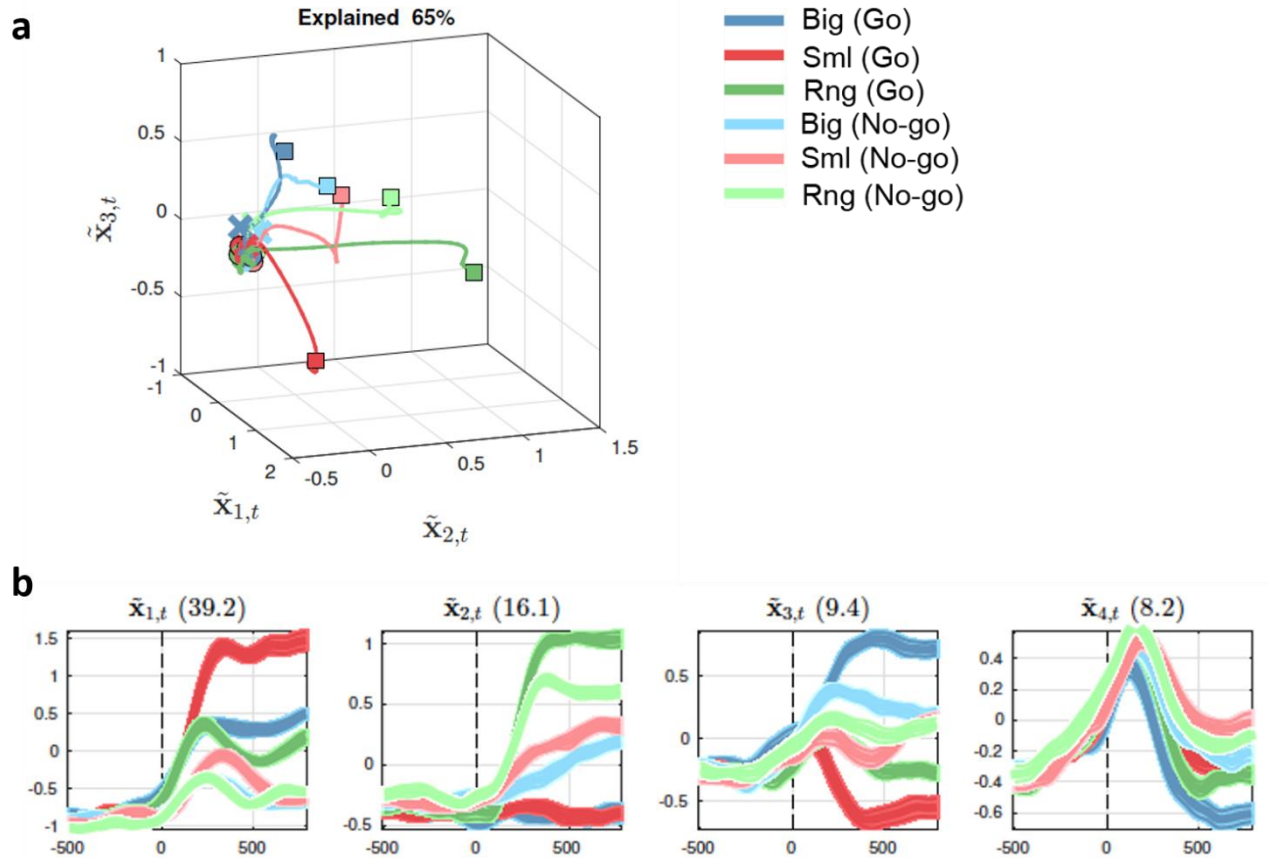 a
Explained 65%
Big (Go)
Sml (Go)
Rng (Go)
Big (No-go)
Sml (No-go)
Rng (No-go)
1
0.5
0
-0.5
-1
x̃3,t
-1
0
1
2
x̃1,t
-0.5
0
0.5
1
1.5
x̃2,t
b
x̃1,t (39.2)
1.5
1
0.5
0
-0.5
-1
-500 0 500
x̃2,t (16.1)
1
0.5
0
-0.5
-500 0 500
x̃3,t (9.4)
0.5
0
-0.5
-500 0 500
x̃4,t (8.2)
0.4
0.2
0
-0.2
-0.4
-0.6
-500 0 500